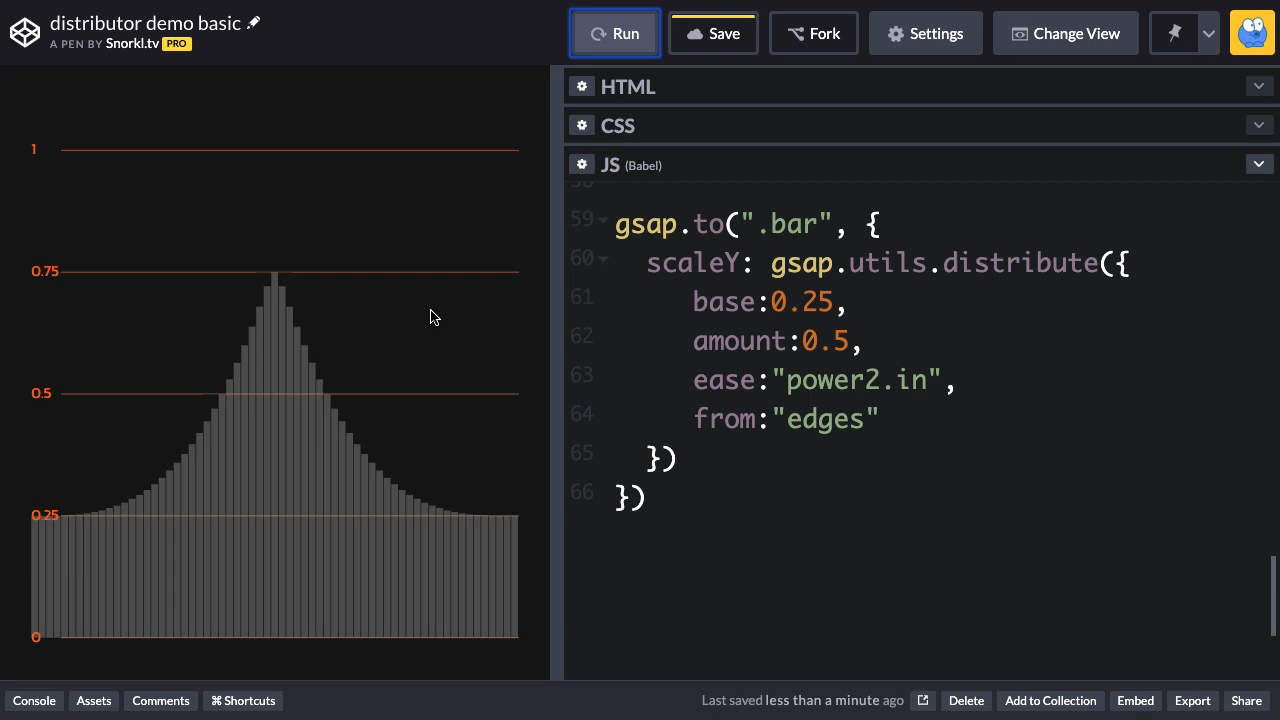 distributor demo basic
A PEN BY Snorkl.tv PRO
Run
Save
Fork
Settings
Change View
1
0.75
0.5
0.25
0
HTML
CSS
JS (Babel)
58
59 gsap.to(".bar", {
60 scaleY: gsap.utils.distribute({
61 base:0.25,
62 amount:0.5,
63 ease:"power2.in",
64 from:"edges"
65 })
66 })
Console
Assets
Comments
⌘ Shortcuts
Last saved less than a minute ago
Delete
Add to Collection
Embed
Export
Share